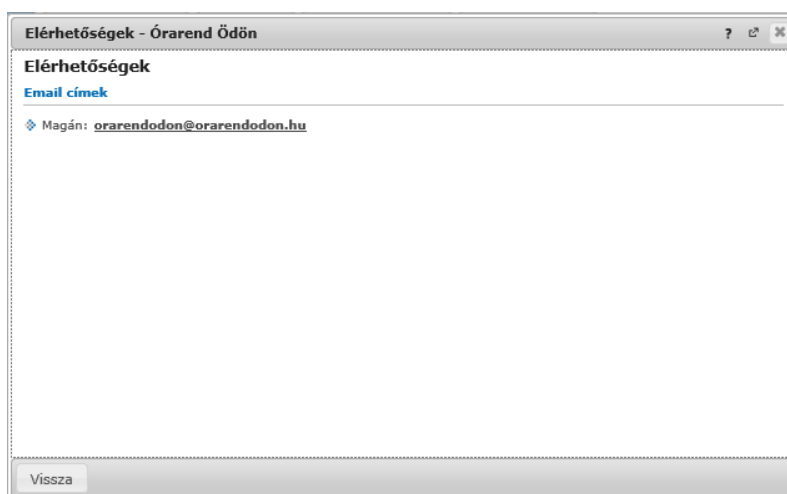 Elérhetőségek - Órarend Ödön ?
Elérhetőségek
Email címek
Magán: orarendodon@orarendodon.hu
Vissza